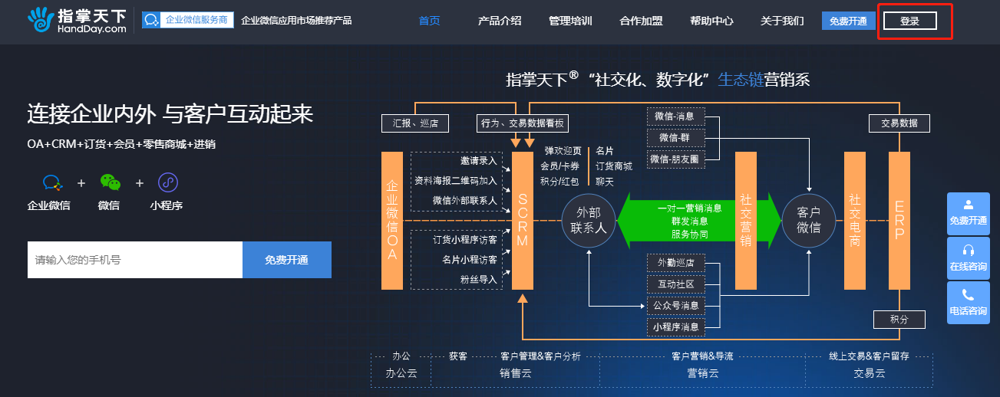 指掌天下
HandDay.com
企业微信服务商
企业微信应用市场推荐产品
首页
产品介绍
管理培训
合作加盟
帮助中心
关于我们
免费开通
登录
连接企业内外 与客户互动起来
OA+CRM+订货+会员+零售商城+进销
企业微信
+
微信
+
小程序
请输入您的手机号
免费开通
指掌天下®“社交化、数字化”生态链营销系
汇报、巡店
行为、交易数据看板
微信-消息
微信-群
微信-朋友圈
交易数据
企业微信OA
邀请录入
资料海报二维码加入
微信外部联系人
订货小程序访客
名片小程访客
粉丝导入
SCRM
弹欢迎页
会员/卡券
积分/红包
名片
订货商城
聊天
外部
联系人
一对一营销消息
群发消息
服务协同
社交营销
客户
微信
社交电商
ERP
外勤巡店
互动社区
公众号消息
小程序消息
积分
办公
获客
客户管理&客户分析
客户营销&导流
线上交易&客户留存
办公云
销售云
营销云
交易云
免费开通
在线咨询
电话咨询